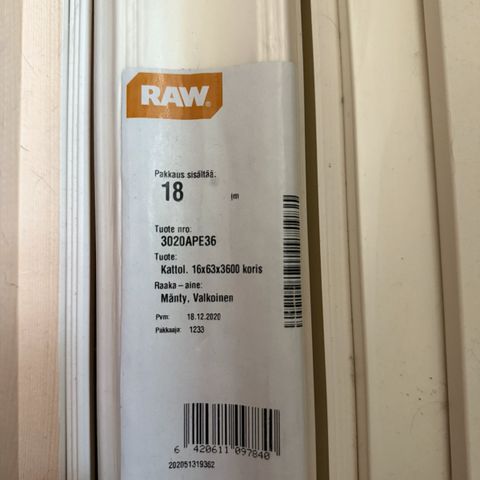 RAW®
Pakkaus sisältää:
18 jm
Tuote nro:
3020APE36
Tuote:
Kattol. 16x63x3600 koris
Raaka-aine:
Mänty, Valkoinen
Pvm: 18.12.2020
Pakkaaja: 1233
6 420611 097840
202051319362